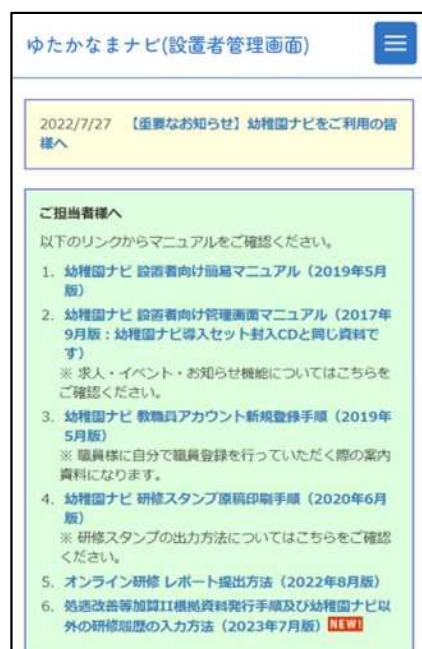 ゆたかなまナビ(設置者管理画面)
2022/7/27 【重要なお知らせ】幼稚園ナビをご利用の皆
様へ
ご担当者様へ
以下のリンクからマニュアルをご確認ください。
1. 幼稚園ナビ 設置者向け簡易マニュアル（2019年5月
版）
2. 幼稚園ナビ 設置者向け管理画面マニュアル（2017年
9月版：幼稚園ナビ導入セット封入CDと同じ資料で
す）
※ 求人・イベント・お知らせ機能についてはこちらを
ご確認ください。
3. 幼稚園ナビ 教職員アカウント新規登録手順（2019年
5月版）
※ 職員様に自分で職員登録を行っていただく際の案内
資料になります。
4. 幼稚園ナビ 研修スタンプ原稿印刷手順（2020年6月
版）
※ 研修スタンプの出力方法についてはこちらをご確認
ください。
5. オンライン研修 レポート提出方法（2022年8月版）
6. 処遇改善等加算II根拠資料発行手順及び幼稚園ナビ以
外の研修履歴の入力方法（2023年7月版）NEW!